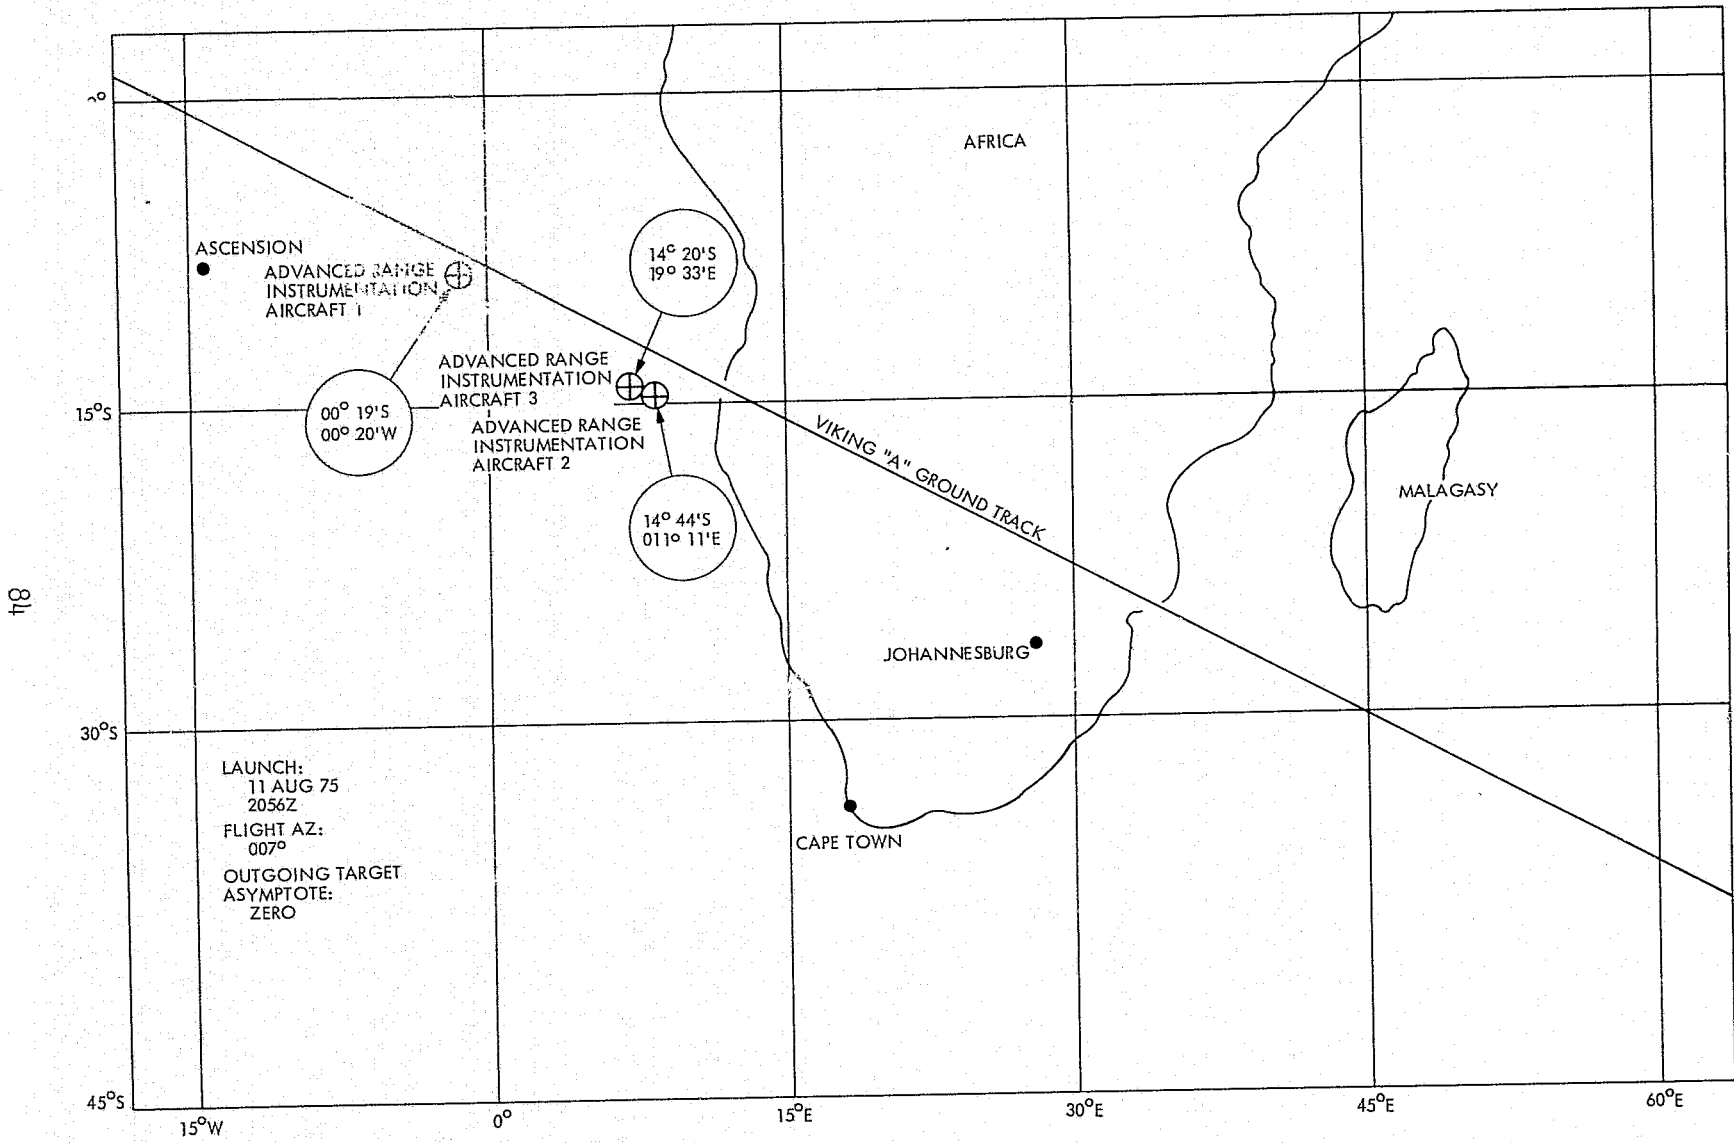 AFRICA
ASCENSION
ADVANCED RANGE
INSTRUMENTATION
AIRCRAFT 1
14° 20'S
19° 33'E
ADVANCED RANGE
INSTRUMENTATION
AIRCRAFT 3
15°S
00° 19'S
00° 20'W
ADVANCED RANGE
INSTRUMENTATION
AIRCRAFT 2
14° 44'S
011° 11'E
VIKING "A" GROUND TRACK
MALAGASY
84
JOHANNESBURG
30°S
LAUNCH:
11 AUG 75
2056Z
FLIGHT AZ:
007°
OUTGOING TARGET
ASYMPTOTE:
ZERO
CAPE TOWN
45°S
15°W
0°
15°E
30°E
45°E
60°E